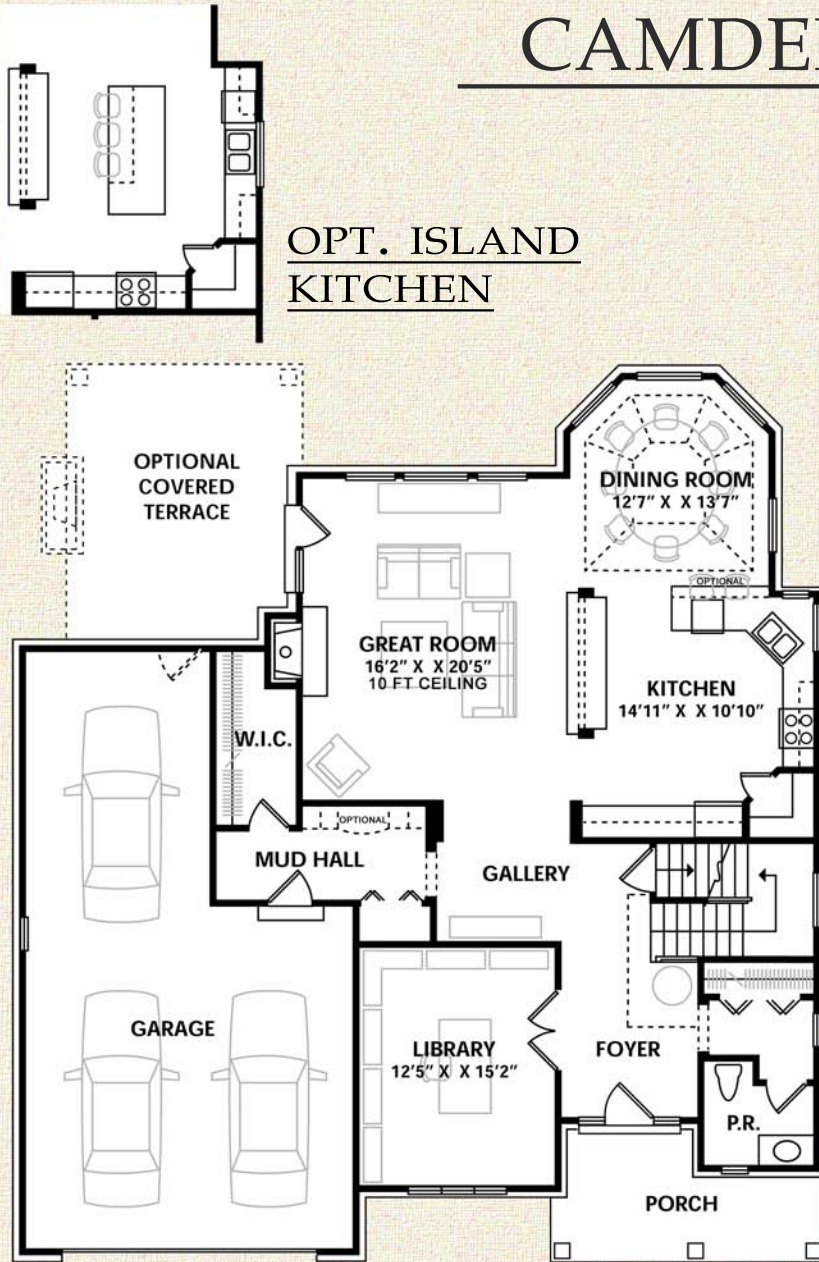 CAMDE
OPT. ISLAND
KITCHEN
OPTIONAL
COVERED
TERRACE
DINING ROOM
12'7" X X 13'7"
OPTIONAL
GREAT ROOM
16'2" X X 20'5"
10 FT CEILING
KITCHEN
14'11" X X 10'10"
W.I.C.
OPTIONAL
MUD HALL
GALLERY
GARAGE
LIBRARY
12'5" X X 15'2"
FOYER
P.R.
PORCH